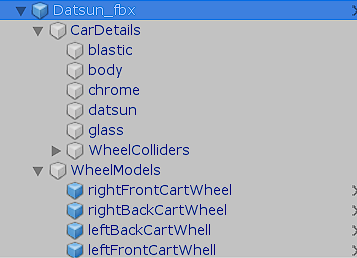 Datsun_fbx
CarDetails
blastic
body
chrome
datsun
glass
WheelColliders
WheelModels
rightFrontCartWheel
rightBackCartWheel
leftBackCartWhell
leftFrontCartWhell